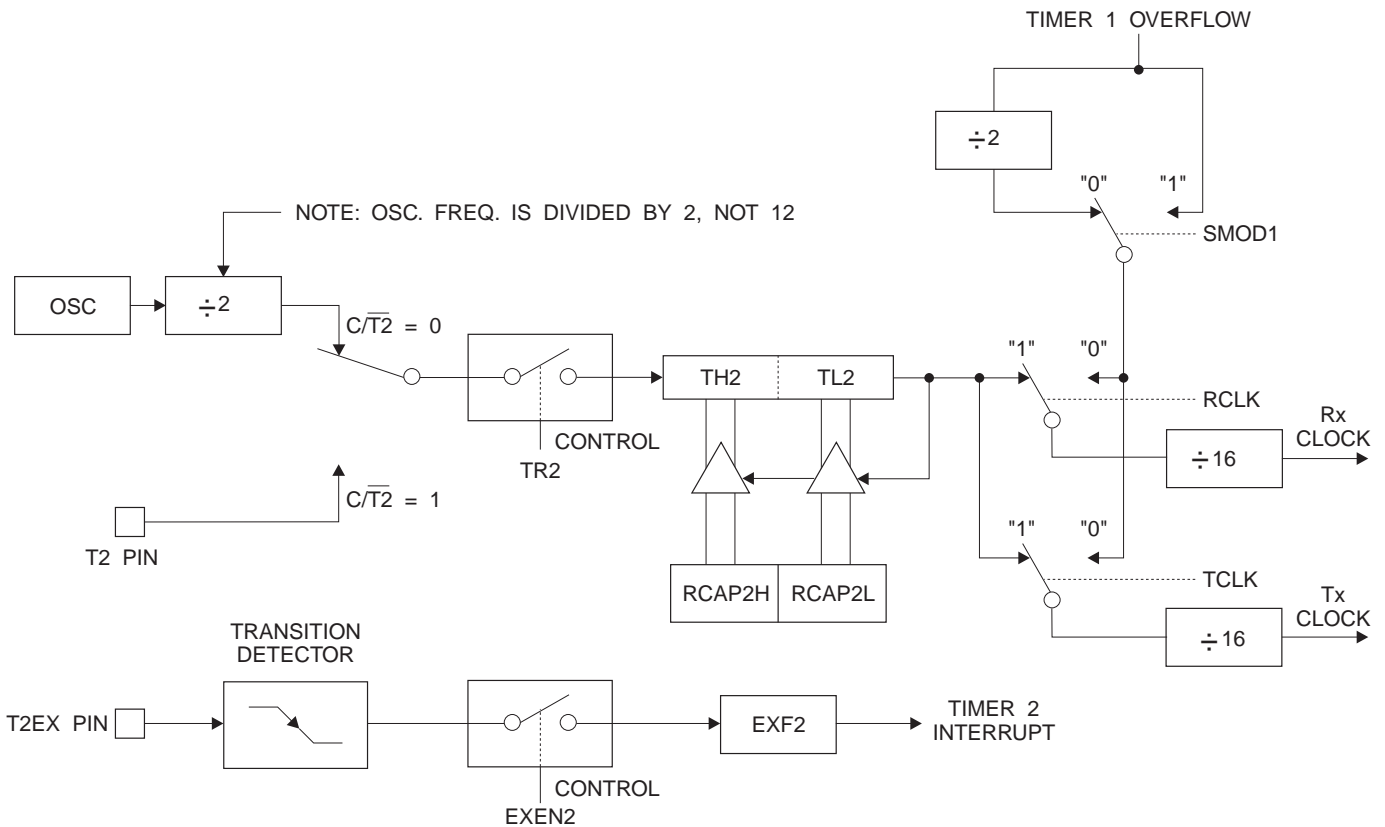 TIMER 1 OVERFLOW
÷2
"0" "1"
SMOD1
NOTE: OSC. FREQ. IS DIVIDED BY 2, NOT 12
OSC
÷2
C/T2̅ = 0
TH2 TL2
"1" "0"
RCLK
Rx
CLOCK
÷16
CONTROL
TR2
C/T2̅ = 1
T2 PIN
RCAP2H RCAP2L
"1" "0"
TCLK
Tx
CLOCK
÷16
TRANSITION
DETECTOR
T2EX PIN
EXF2
TIMER 2
INTERRUPT
CONTROL
EXEN2